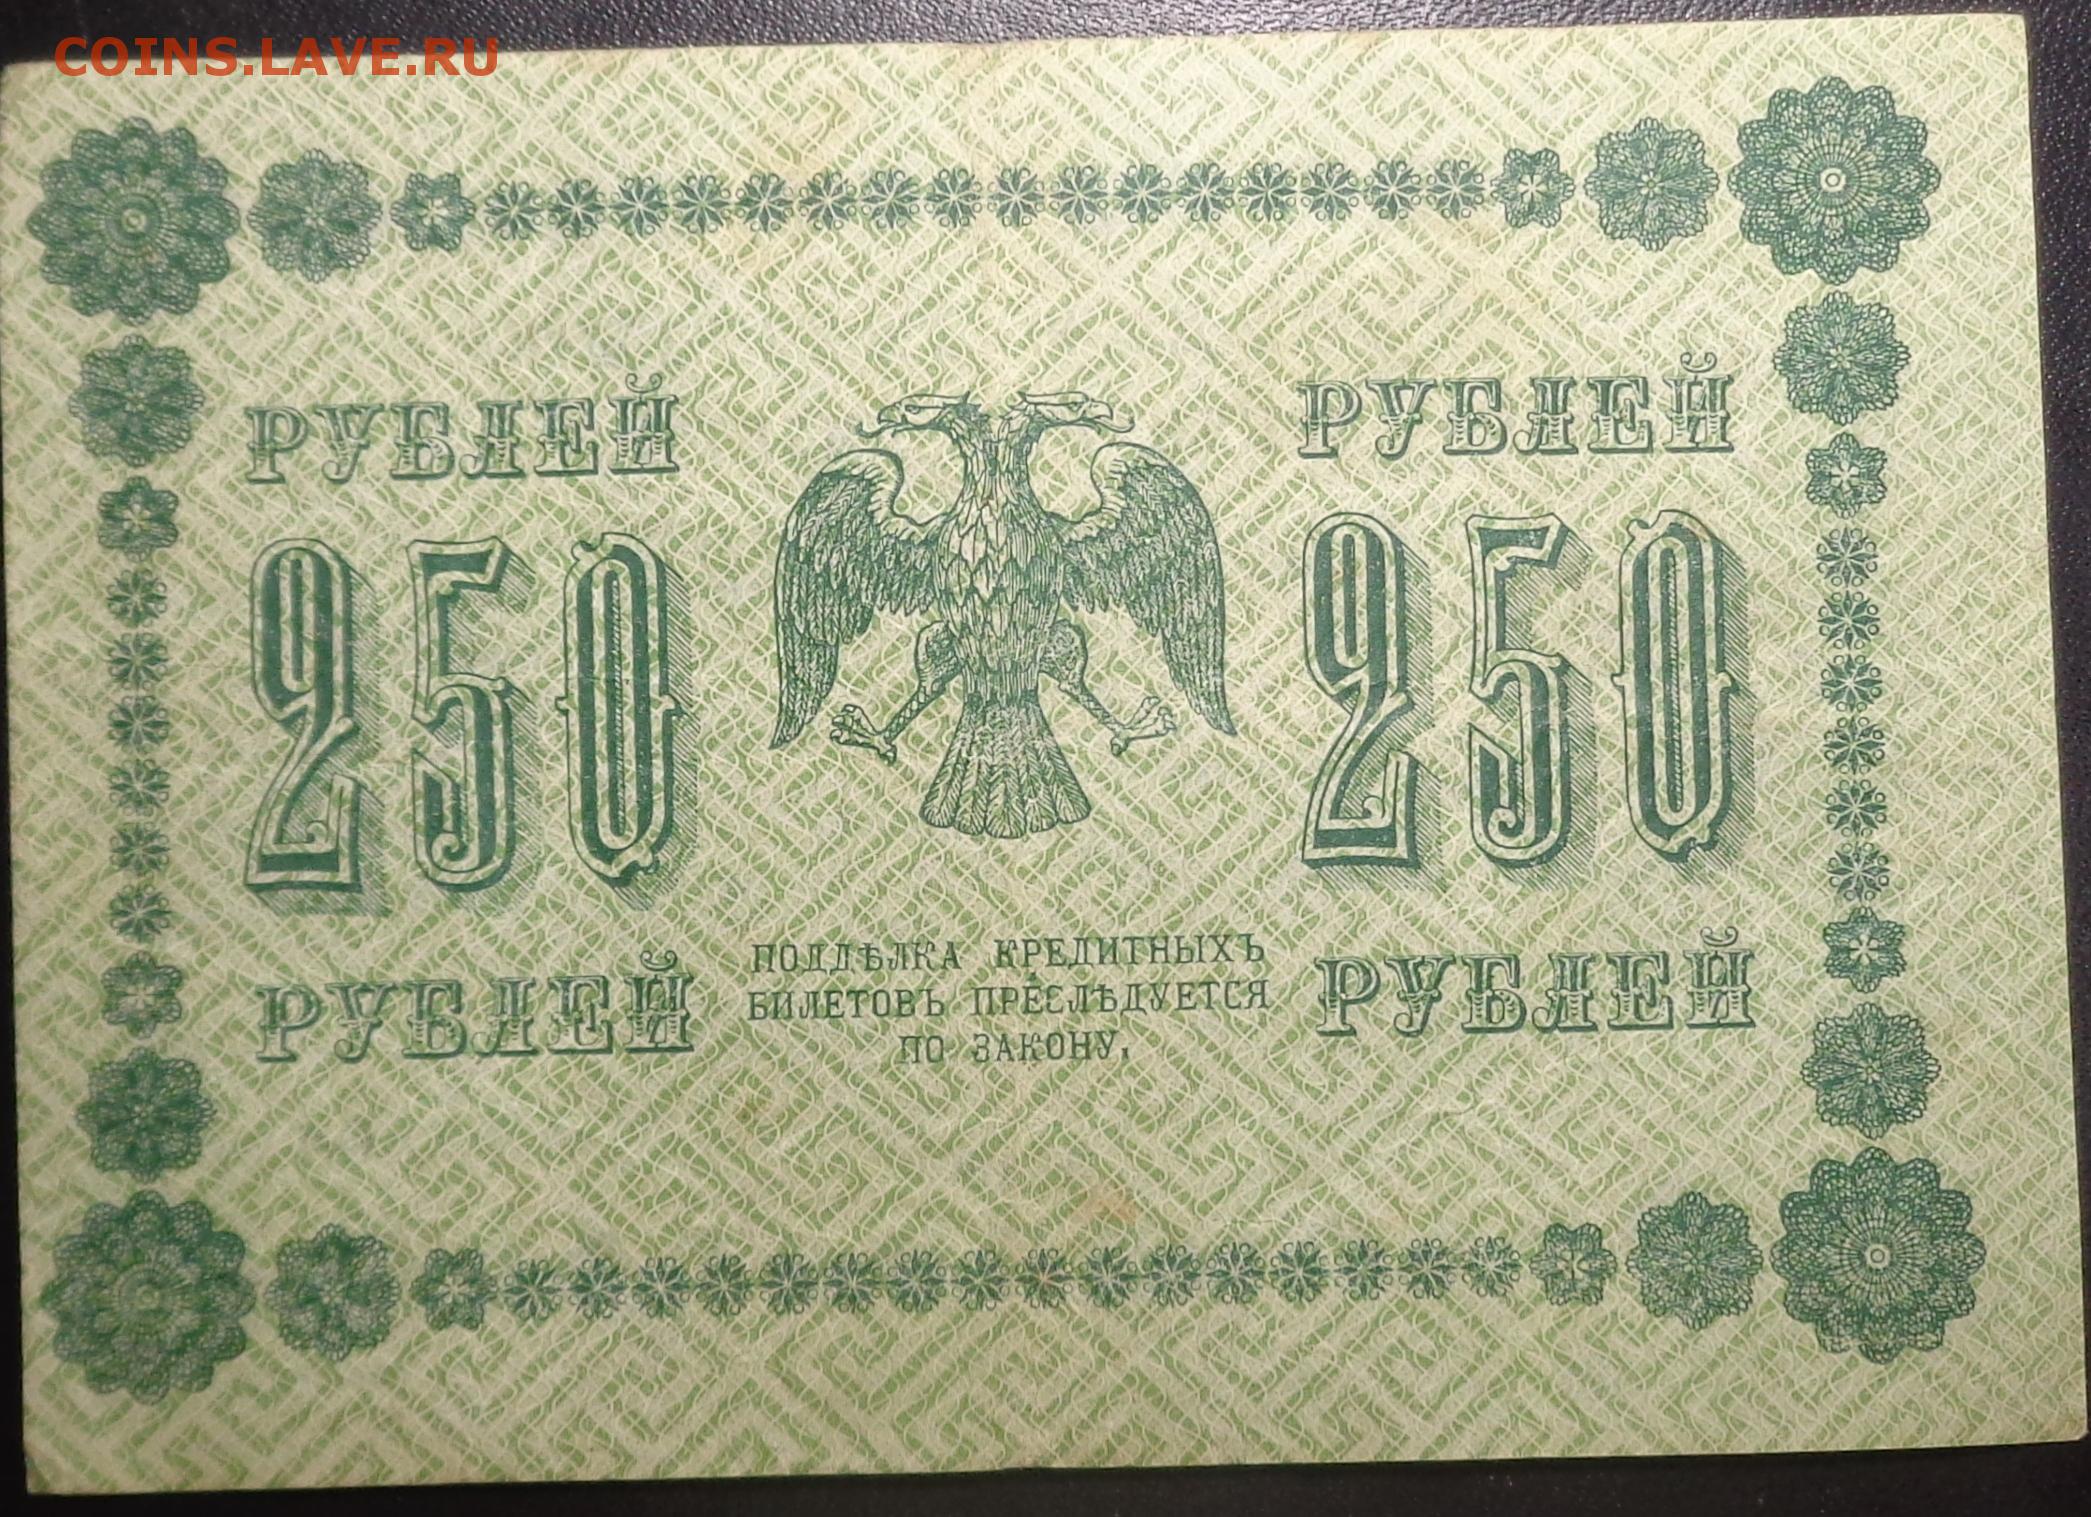 COINS.LAVE.RU
РУБЛЕЙ
250
РУБЛЕЙ
РУБЛЕЙ
250
РУБЛЕЙ
ПОДДѢЛКА КРЕДИТНЫХЪ
БИЛЕТОВЪ ПРЕСЛѢДУЕТСЯ
ПО ЗАКОНУ.